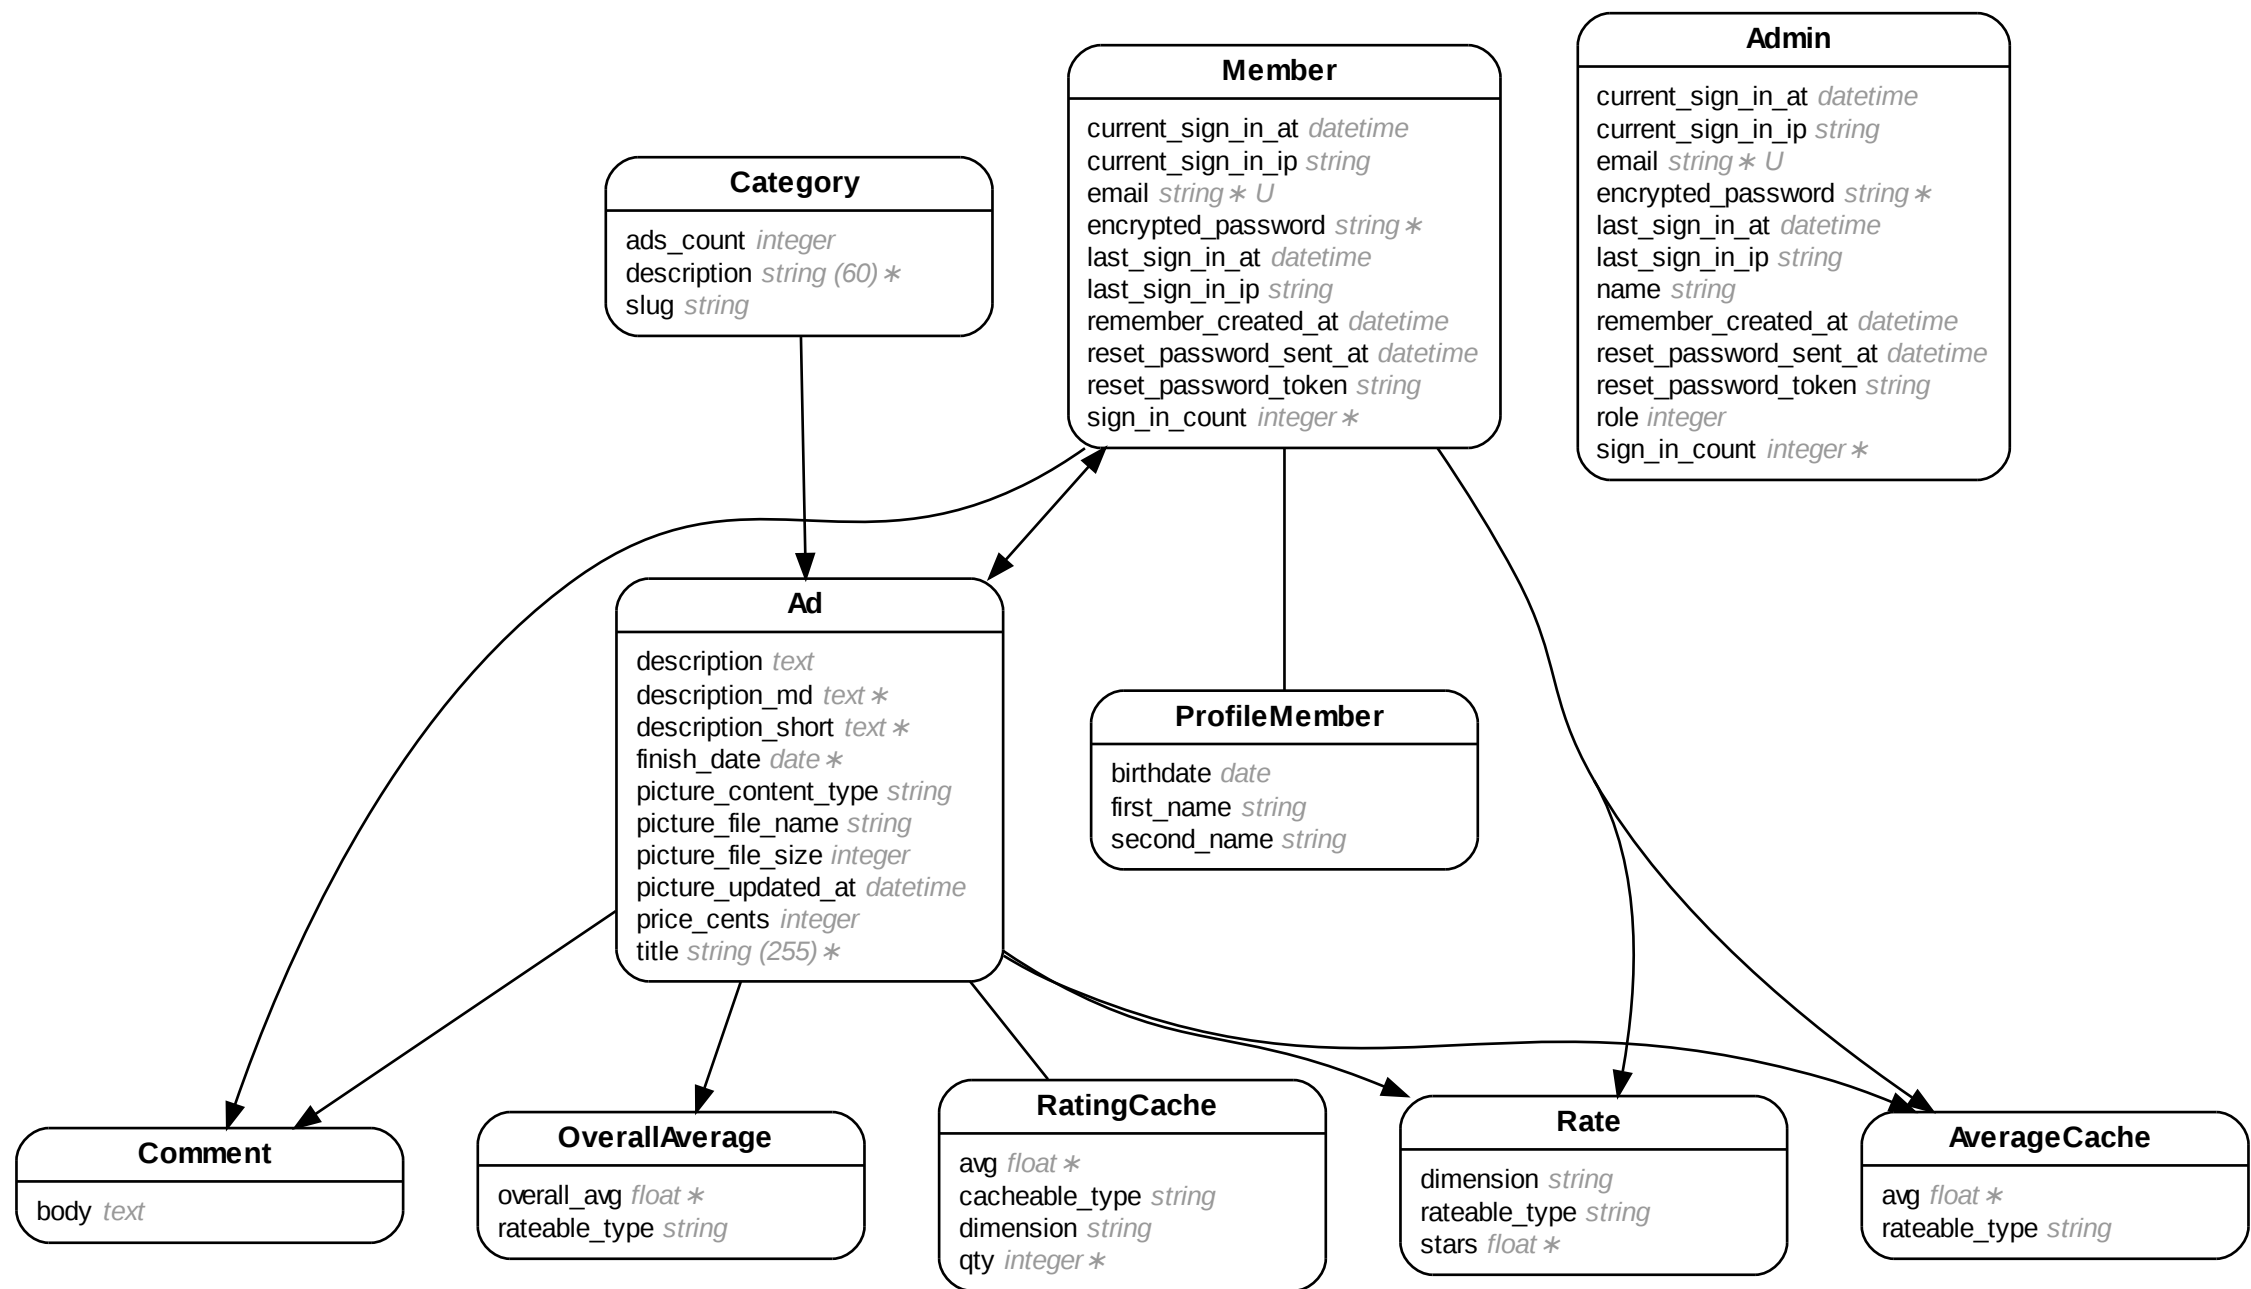 Admin
current_sign_in_at datetime
current_sign_in_ip string
email string∗ U
encrypted_password string∗
last_sign_in_at datetime
last_sign_in_ip string
name string
remember_created_at datetime
reset_password_sent_at datetime
reset_password_token string
role integer
sign_in_count integer∗
Member
current_sign_in_at datetime
current_sign_in_ip string
email string∗ U
encrypted_password string∗
last_sign_in_at datetime
last_sign_in_ip string
remember_created_at datetime
reset_password_sent_at datetime
reset_password_token string
sign_in_count integer∗
Category
ads_count integer
description string (60)∗
slug string
Ad
description text
description_md text∗
description_short text∗
finish_date date∗
picture_content_type string
picture_file_name string
picture_file_size integer
picture_updated_at datetime
price_cents integer
title string (255)∗
ProfileMember
birthdate date
first_name string
second_name string
Comment
body text
OverallAverage
overall_avg float∗
rateable_type string
RatingCache
avg float∗
cacheable_type string
dimension string
qty integer∗
Rate
dimension string
rateable_type string
stars float∗
AverageCache
avg float∗
rateable_type string